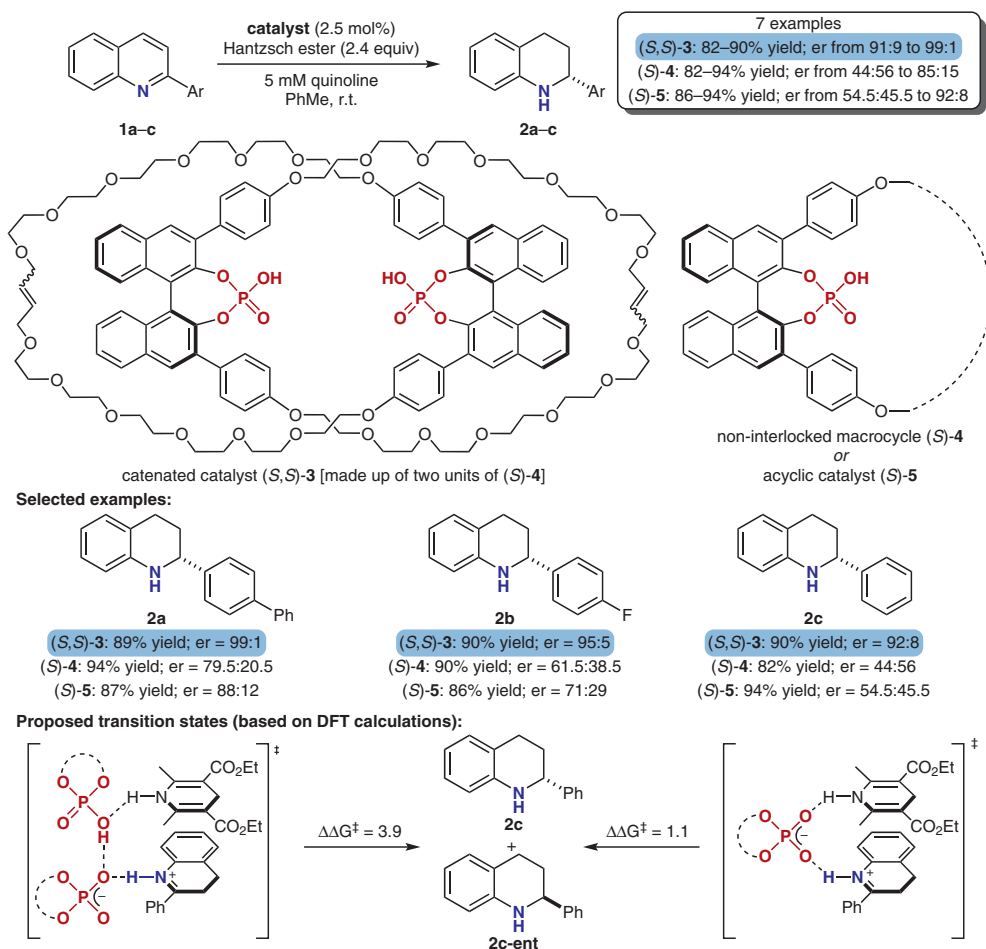 catalyst (2.5 mol%)
Hantzsch ester (2.4 equiv)
5 mM quinoline
PhMe, r.t.
N
Ar
1a–c
N
H
Ar
2a–c
7 examples
(S,S)-3: 82–90% yield; er from 91:9 to 99:1
(S)-4: 82–94% yield; er from 44:56 to 85:15
(S)-5: 86–94% yield; er from 54.5:45.5 to 92:8
O O O O O O O O
O O O O
O O
O O
O OH HO O
P P
O O O O
O O
O O
O O O O
O O O O O O
O
O OH
P
O O
O
catenated catalyst (S,S)-3 [made up of two units of (S)-4]
non-interlocked macrocycle (S)-4
or
acyclic catalyst (S)-5
Selected examples:
N
H
Ph
2a
(S,S)-3: 89% yield; er = 99:1
(S)-4: 94% yield; er = 79.5:20.5
(S)-5: 87% yield; er = 88:12
N
H
F
2b
(S,S)-3: 90% yield; er = 95:5
(S)-4: 90% yield; er = 61.5:38.5
(S)-5: 86% yield; er = 71:29
N
H
2c
(S,S)-3: 90% yield; er = 92:8
(S)-4: 82% yield; er = 44:56
(S)-5: 94% yield; er = 54.5:45.5
Proposed transition states (based on DFT calculations):
‡
O O
P
O O
H
H N
CO2Et
CO2Et
O O
P
O O
−
H N
+
Ph
ΔΔG‡ = 3.9
N
H
Ph
2c
+
N
H
Ph
2c-ent
ΔΔG‡ = 1.1
‡
H N
CO2Et
CO2Et
O O
P
O O
−
H N
+
Ph